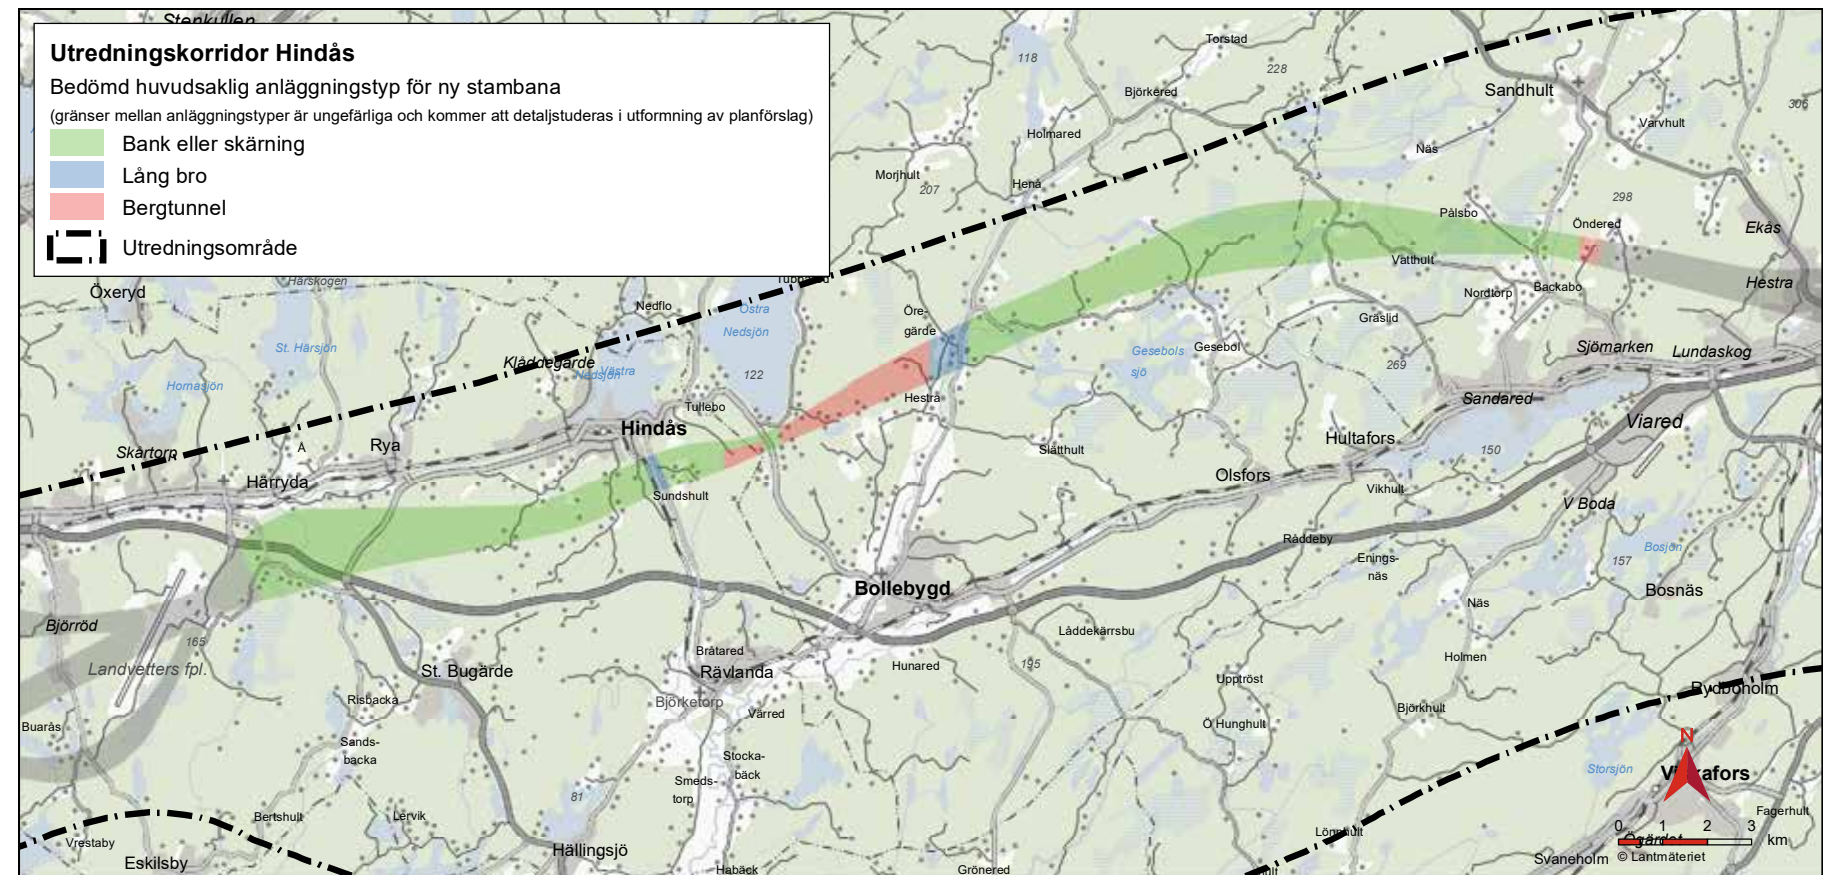 Stenkullen
Utredningskorridor Hindås
Bedömd huvudsaklig anläggningstyp för ny stambana
(gränser mellan anläggningstyper är ungefärliga och kommer att detaljstuderas i utformning av planförslag)
Bank eller skärning
Lång bro
Bergtunnel
Utredningsområde
Torstad
118
228
Björkered
Sandhult
306
Varvhult
Holmared
Näs
Morjhult
207
Henå
298
Pålsbo
Öndered
Ekås
Vatthult
Hestra
Härskogen
Öxeryd
Nordtorp
Backabo
Nedflo
Östra
Nedsjön
Öre-
gärde
Gräslid
St. Härsjön
Gesebols
sjö
Gesebol
Sjömarken
Lundaskog
Kläddegärde
Västra
Nedsjön
122
269
Hornasjön
Hestra
Sandared
Tullebo
Viared
Hindås
Hultafors
Rya
A
Skårtorp
Slätthult
150
Olsfors
Härryda
Sundshult
Vikhult
V Boda
Råddeby
Bosjön
Enings-
näs
157
Bollebygd
Bosnäs
Näs
Björröd
165
Låddekärrsbu
Bråtared
Holmen
Landvetters fpl.
St. Bugärde
Rävlanda
Hunared
195
Upptröst
Rydboholm
Risbacka
Björketorp
Värred
Björkhult
Ö Hunghult
Buarås
Sands-
backa
Stocka-
bäck
N
Storsjön
Smeds-
torp
81
Bertshult
Lervik
Fagerhult
0 1 2 3
km
Vrestaby
Lönnhult
Ögärdet
Hällingsjö
Eskilsby
Svaneholm
© Lantmäteriet
Habäck
Grönered